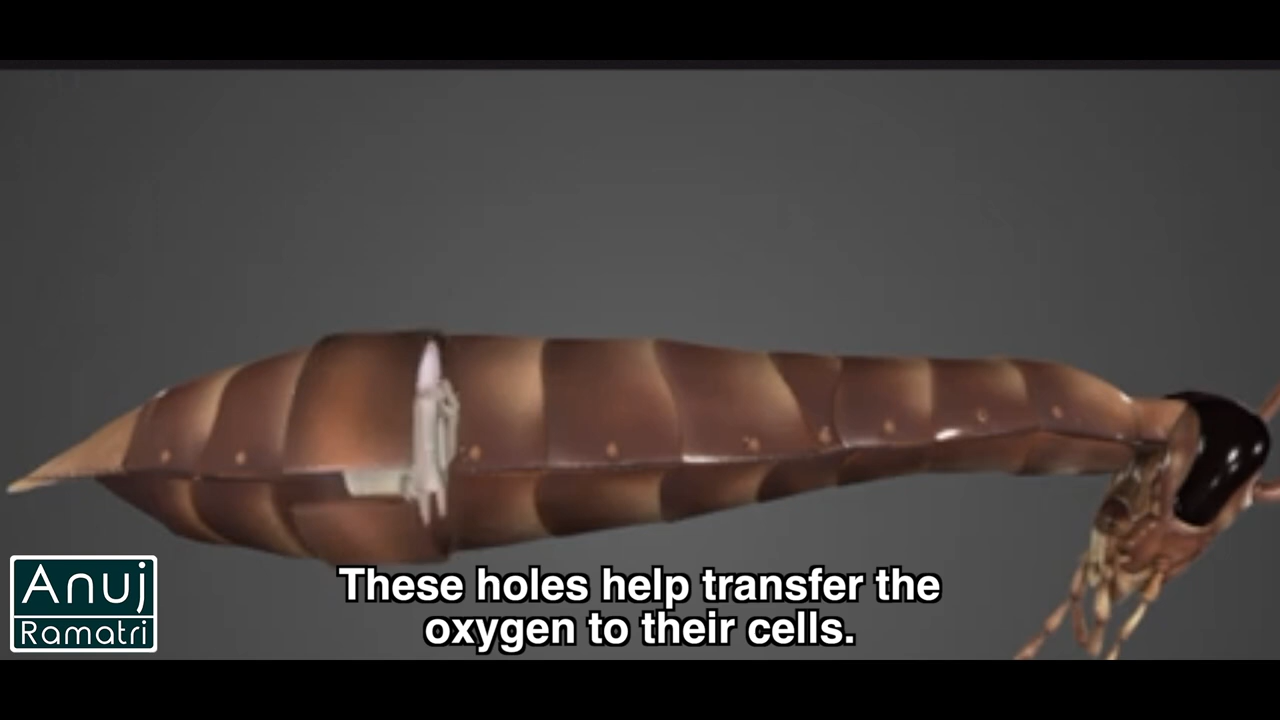 Anuj
Ramatri
These holes help transfer the
oxygen to their cells.